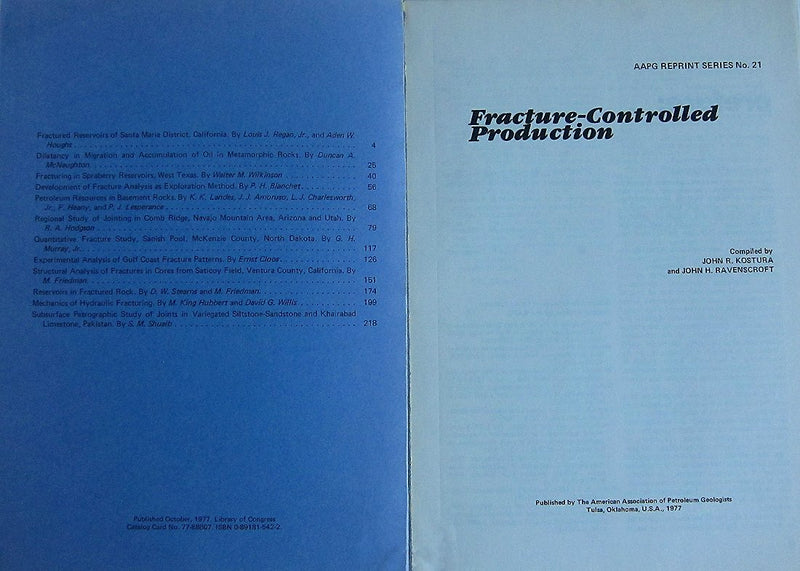 Fractured Reservoirs of Santa Maria District, California. By Louis J. Regan, Jr., and Aden W.
Hought. . . . . . . . . . . . . . . . . . . . . . . . . . . . . . . . . . . . 4
Dilatancy in Migration and Accumulation of Oil in Metamorphic Rocks. By Duncan A.
McNaughton. . . . . . . . . . . . . . . . . . . . . . . . . . . . . . . . . . 25
Fracturing in Spraberry Reservoirs, West Texas. By Walter M. Wilkinson . . . . . . . . . . . . . 40
Development of Fracture Analysis as Exploration Method. By P. H. Blanchet. . . . . . . . . . . 56
Petroleum Resources in Basement Rocks. By K. K. Landes, J. J. Amoruso, L. J. Charlesworth,
Jr., F. Heany, and P. J. Lesperance. . . . . . . . . . . . . . . . . . . . . . . . . 68
Regional Study of Jointing in Comb Ridge, Navajo Mountain Area, Arizona and Utah. By
R. A. Hodgson . . . . . . . . . . . . . . . . . . . . . . . . . . . . . . . . . 79
Quantitative Fracture Study, Sanish Pool, McKenzie County, North Dakota. By G. H.
Murray, Jr.. . . . . . . . . . . . . . . . . . . . . . . . . . . . . . . . . . . 117
Experimental Analysis of Gulf Coast Fracture Patterns. By Ernst Cloos. . . . . . . . . . . . . . 126
Structural Analysis of Fractures in Cores from Saticoy Field, Ventura County, California. By
M. Friedman. . . . . . . . . . . . . . . . . . . . . . . . . . . . . . . . . . 151
Reservoirs in Fractured Rock. By D. W. Stearns and M. Friedman. . . . . . . . . . . . . . . . 174
Mechanics of Hydraulic Fracturing. By M. King Hubbert and David G. Willis. . . . . . . . . . . 199
Subsurface Petrographic Study of Joints in Variegated Siltstone-Sandstone and Khairabad
Limestone, Pakistan. By S. M. Shuaib . . . . . . . . . . . . . . . . . . . . . . . . 218
Published October, 1977, Library of Congress
Catalog Card No. 77-88807. ISBN 0-89181-542-2.
AAPG REPRINT SERIES No. 21
Fracture-Controlled
Production
Compiled by
JOHN R. KOSTURA
and JOHN H. RAVENSCROFT
Published by The American Association of Petroleum Geologists
Tulsa, Oklahoma, U.S.A., 1977